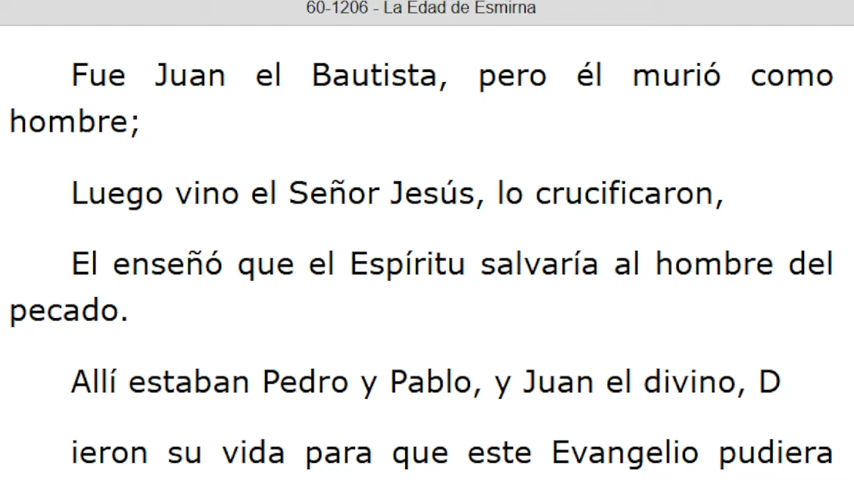 60-1206 - La Edad de Esmirna
Fue Juan el Bautista, pero él murió como
hombre;
Luego vino el Señor Jesús, lo crucificaron,
El enseñó que el Espíritu salvaría al hombre del
pecado.
Allí estaban Pedro y Pablo, y Juan el divino, D
ieron su vida para que este Evangelio pudiera